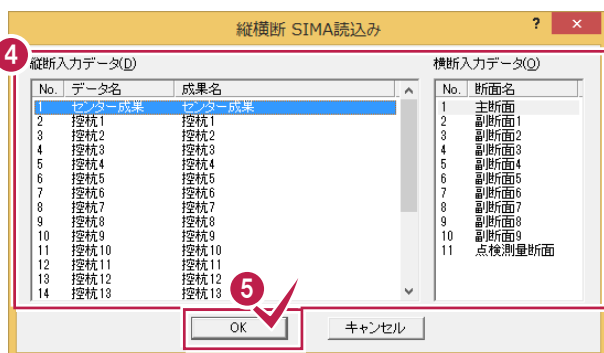 縦横断 SIMA読込み ? ×
4
縦断入力データ(D) 横断入力データ(O)
No. データ名 成果名 No. 断面名
1 センター成果 センター成果 1 主断面
2 控杭1 控杭1 2 副断面1
3 控杭2 控杭2 3 副断面2
4 控杭3 控杭3 4 副断面3
5 控杭4 控杭4 5 副断面4
6 控杭5 控杭5 6 副断面5
7 控杭6 控杭6 7 副断面6
8 控杭7 控杭7 8 副断面7
9 控杭8 控杭8 9 副断面8
10 控杭9 控杭9 10 副断面9
11 控杭10 控杭10 11 点検測量断面
12 控杭11 控杭11
13 控杭12 控杭12
14 控杭13 控杭13
5
OK キャンセル